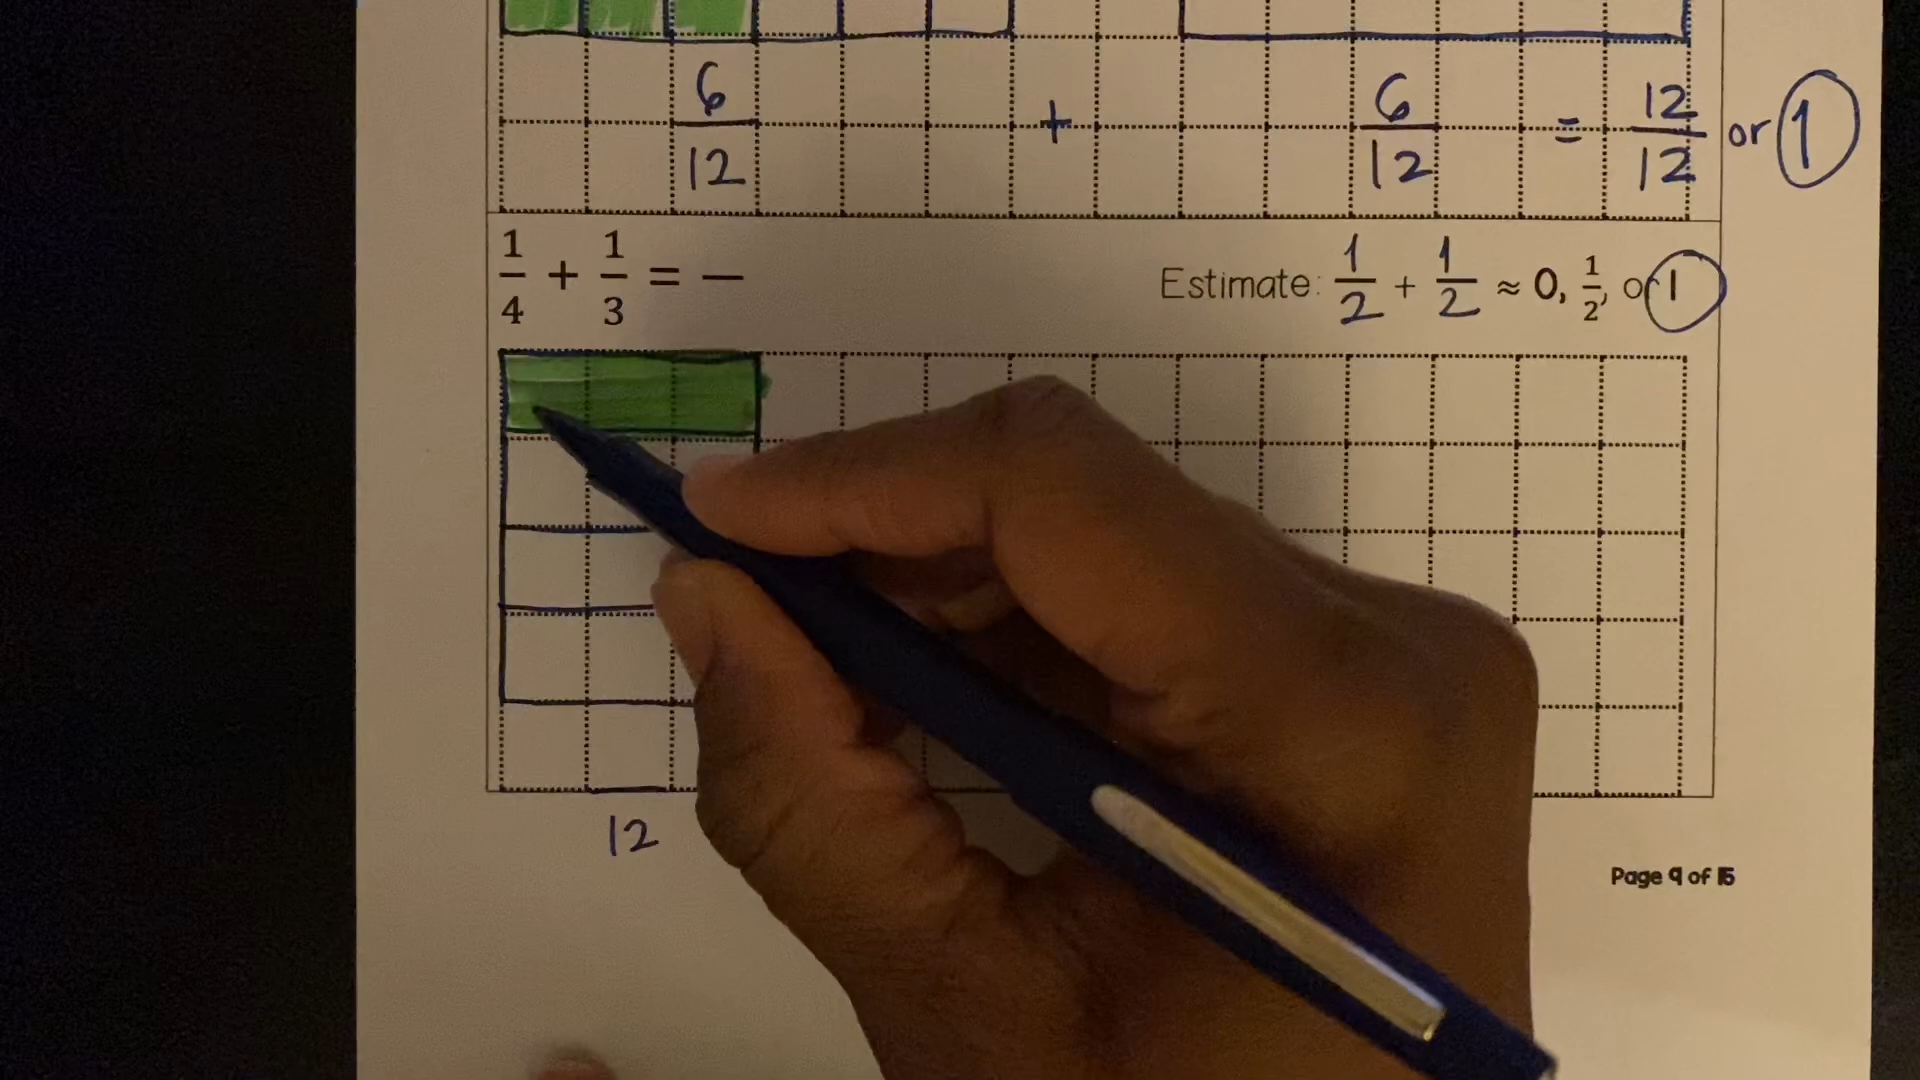 6/12 + 6/12 = 12/12 or 1
1/4 + 1/3 = — Estimate: 1/2 + 1/2 ≈ 0, 1/2, or 1
12
Page 9 of 15